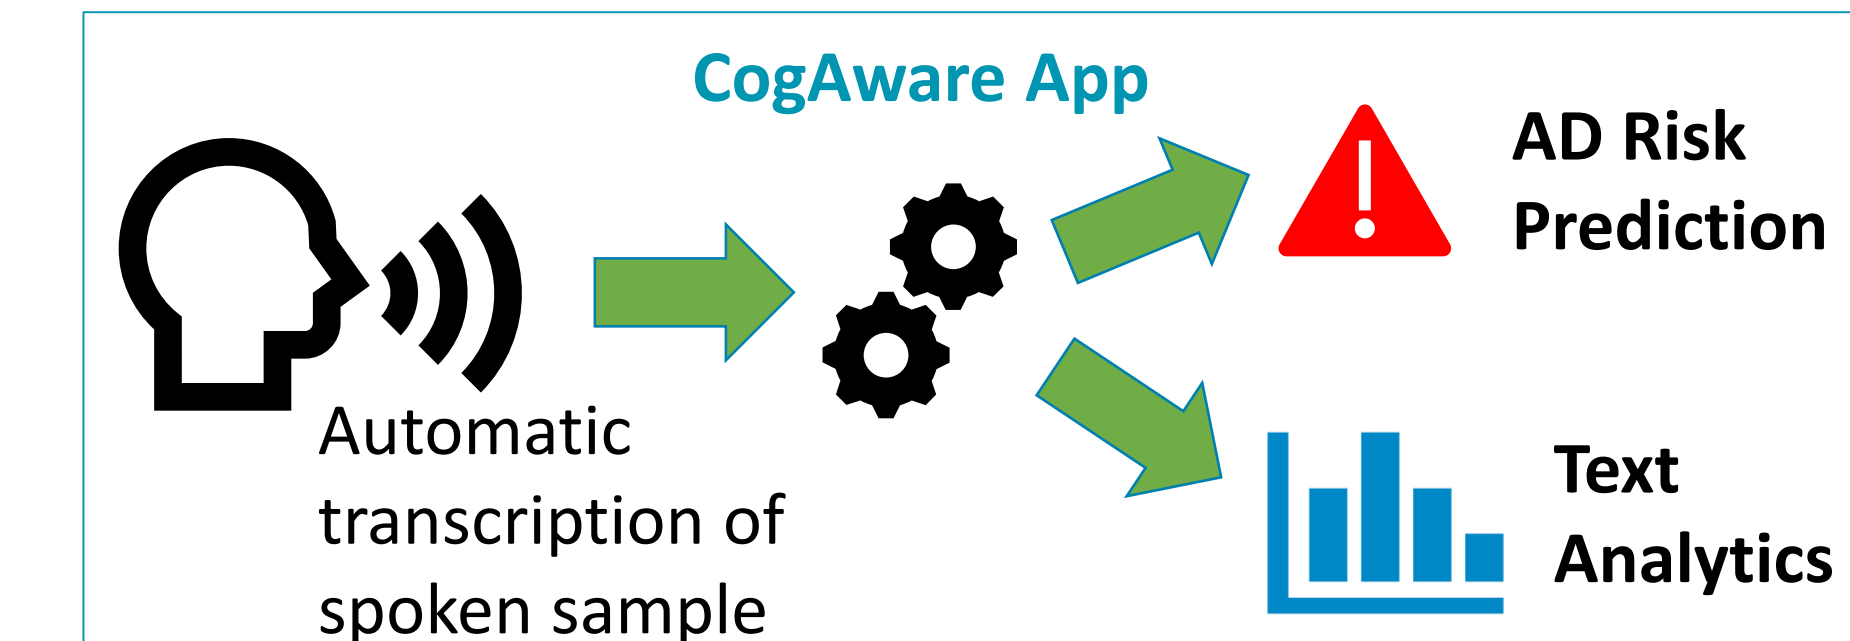 CogAware App
AD Risk
Prediction
Automatic
transcription of
spoken sample
Text
Analytics